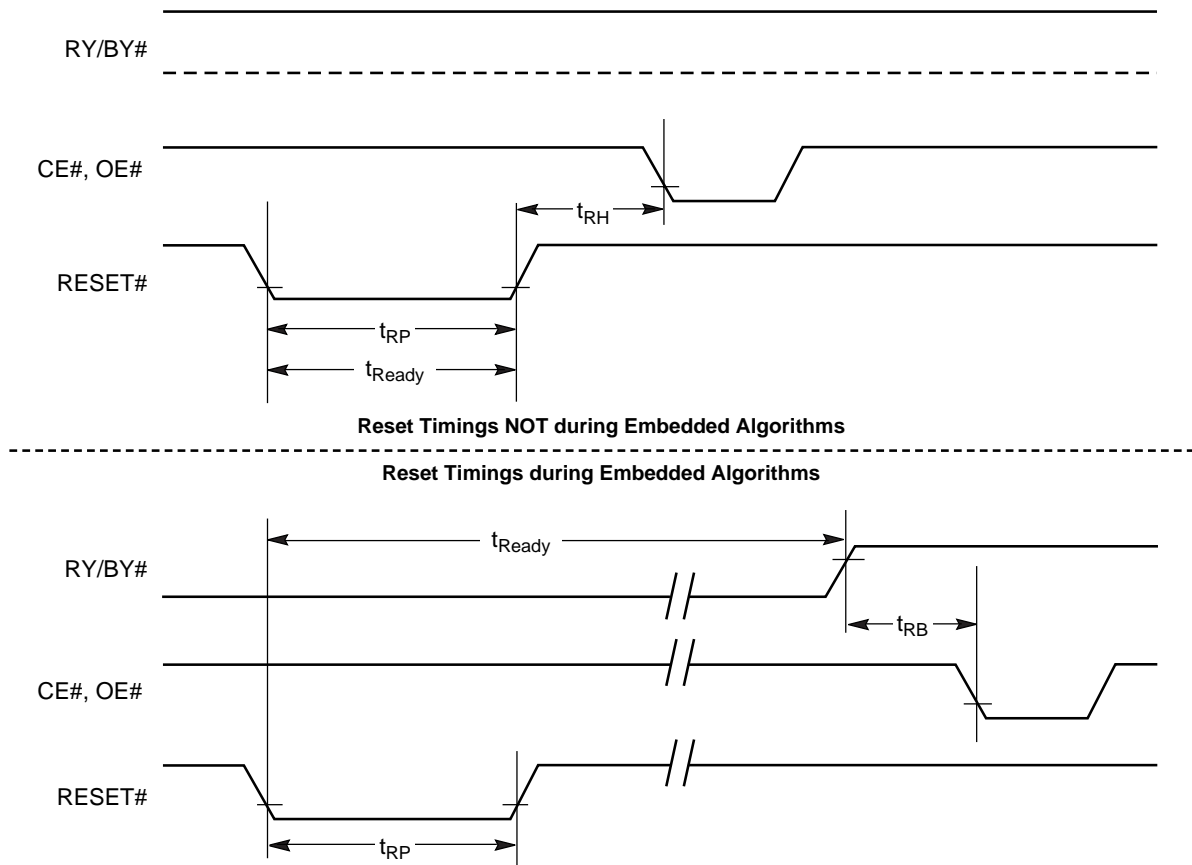 RY/BY#
CE#, OE#
tRH
RESET#
tRP
tReady
Reset Timings NOT during Embedded Algorithms
Reset Timings during Embedded Algorithms
tReady
RY/BY#
tRB
CE#, OE#
RESET#
tRP